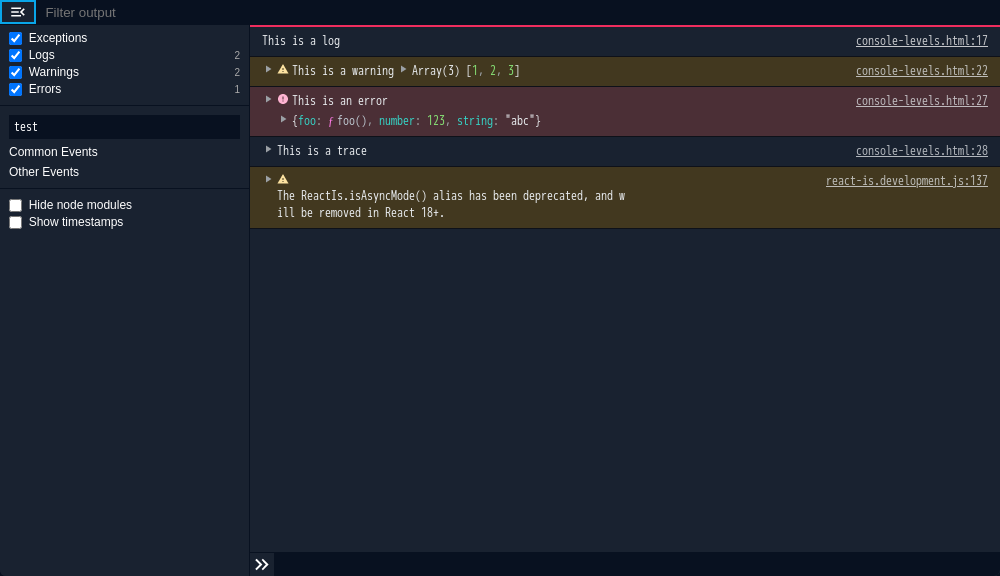 Filter output
Exceptions
Logs 2
Warnings 2
Errors 1
test
Common Events
Other Events
Hide node modules
Show timestamps
This is a log console-levels.html:17
This is a warning Array(3) [1, 2, 3] console-levels.html:22
This is an error console-levels.html:27
{foo: ƒ foo(), number: 123, string: "abc"}
This is a trace console-levels.html:28
react-is.development.js:137
The ReactIs.isAsyncMode() alias has been deprecated, and w
ill be removed in React 18+.